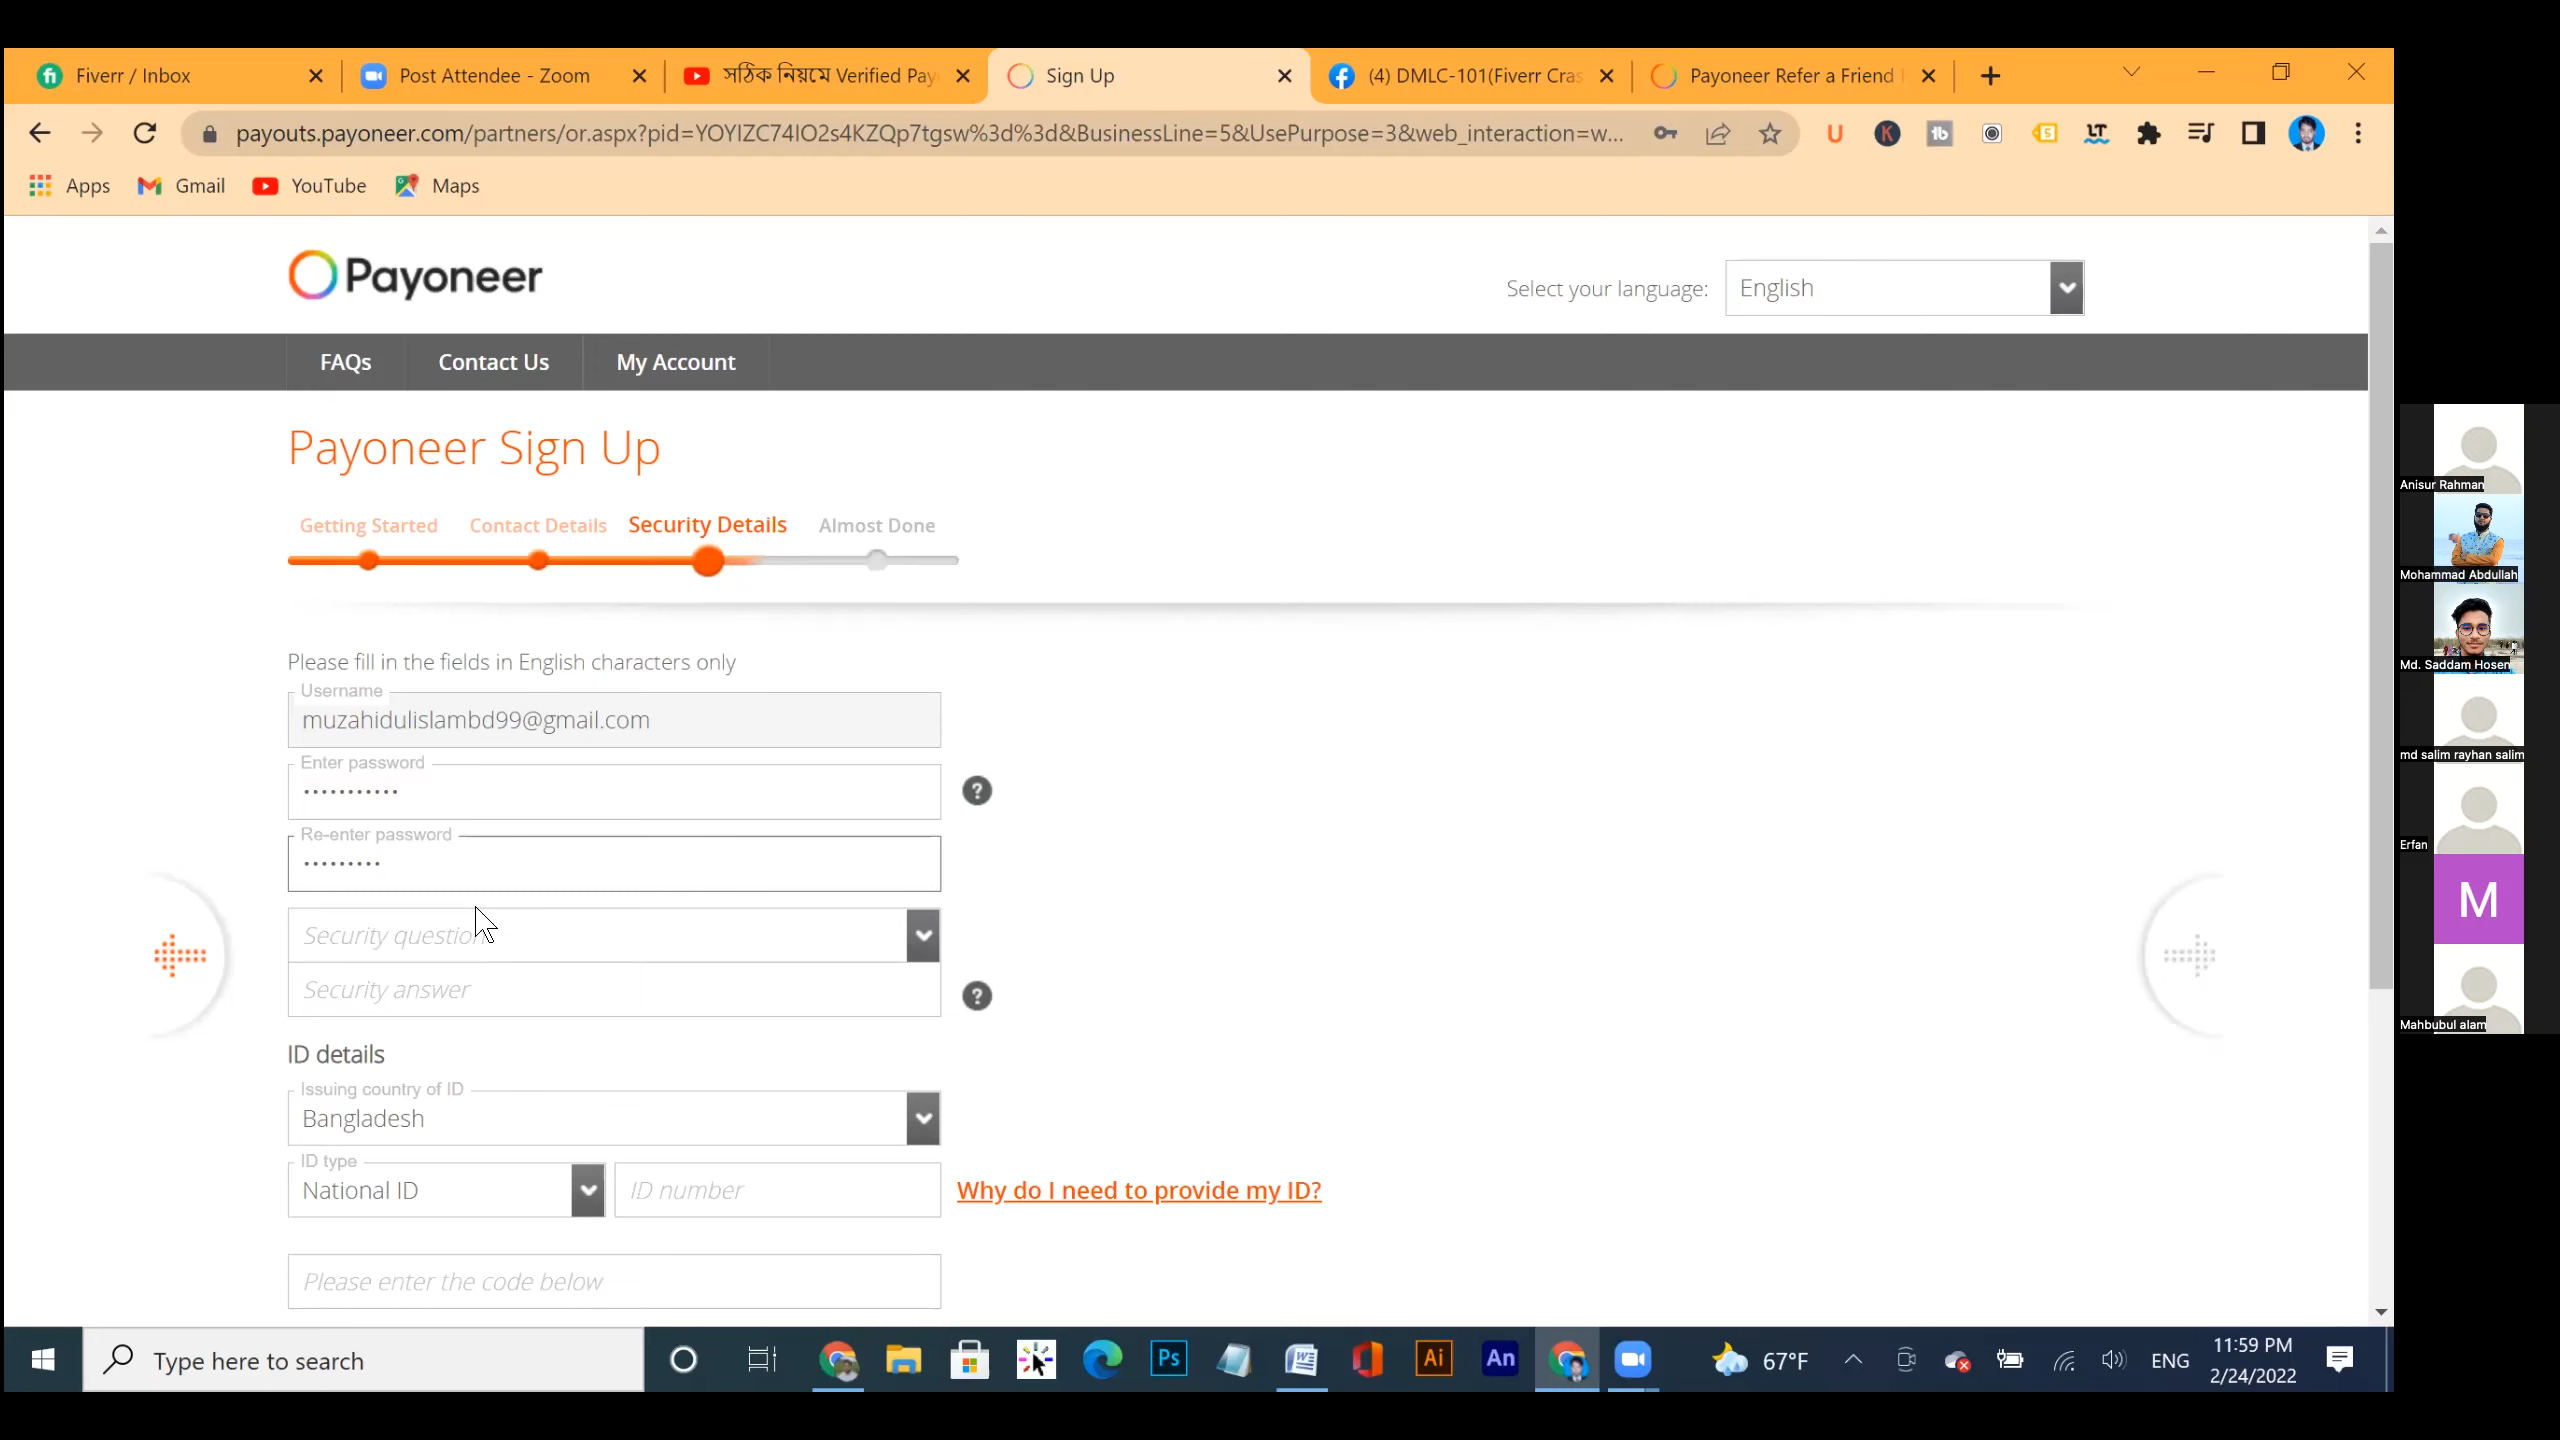 Fiverr / Inbox
Post Attendee - Zoom
সঠিক নিয়মে Verified Pay
Sign Up
(4) DMLC-101(Fiverr Cras
Payoneer Refer a Friend
payouts.payoneer.com/partners/or.aspx?pid=YOYIZC74IO2s4KZQp7tgsw%3d%3d&BusinessLine=5&UsePurpose=3&web_interaction=w...
Apps
Gmail
YouTube
Maps
Payoneer
Select your language:
English
FAQs
Contact Us
My Account
Payoneer Sign Up
Getting Started
Contact Details
Security Details
Almost Done
Please fill in the fields in English characters only
Username
muzahidulislambd99@gmail.com
Enter password
...........
?
Re-enter password
.........
Security question
Security answer
?
ID details
Issuing country of ID
Bangladesh
ID type
National ID
ID number
Why do I need to provide my ID?
Please enter the code below
Type here to search
Ps
Ai
An
67°F
ENG
11:59 PM
2/24/2022
Anisur Rahman
Mohammad Abdullah
Md. Saddam Hosen
md salim rayhan salim
Erfan
M
Mahbubul alam